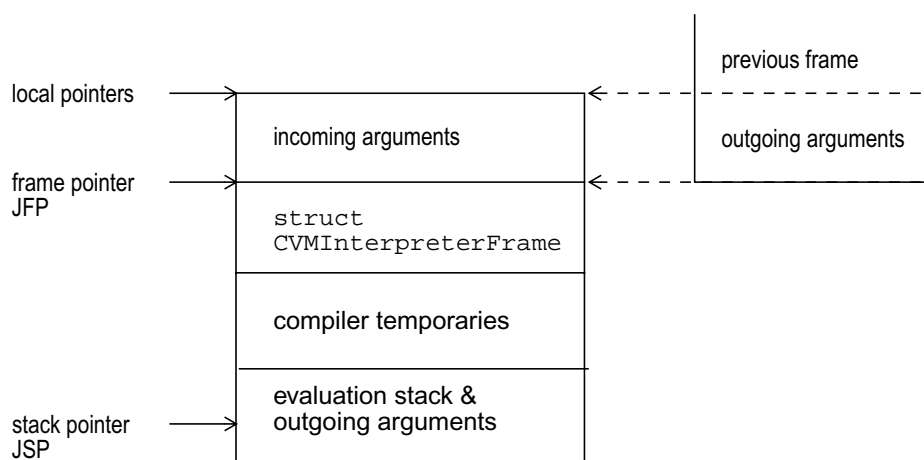 previous frame
local pointers
incoming arguments
outgoing arguments
frame pointer
JFP
struct
CVMInterpreterFrame
compiler temporaries
evaluation stack &
outgoing arguments
stack pointer
JSP